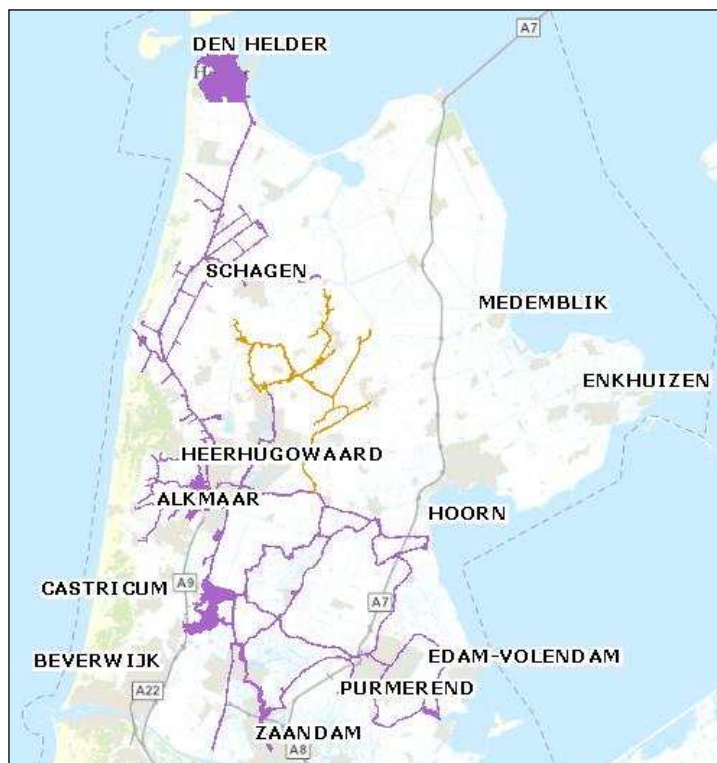 A7
DEN HELDER
SCHAGEN
MEDEMBLIK
ENKHUIZEN
HEERHUGOWAARD
ALKMAAR
HOORN
A9
CASTRICUM
A7
BEVERWIJK
EDAM-VOLENDAM
A22
PURMEREND
ZAANDAM
A8